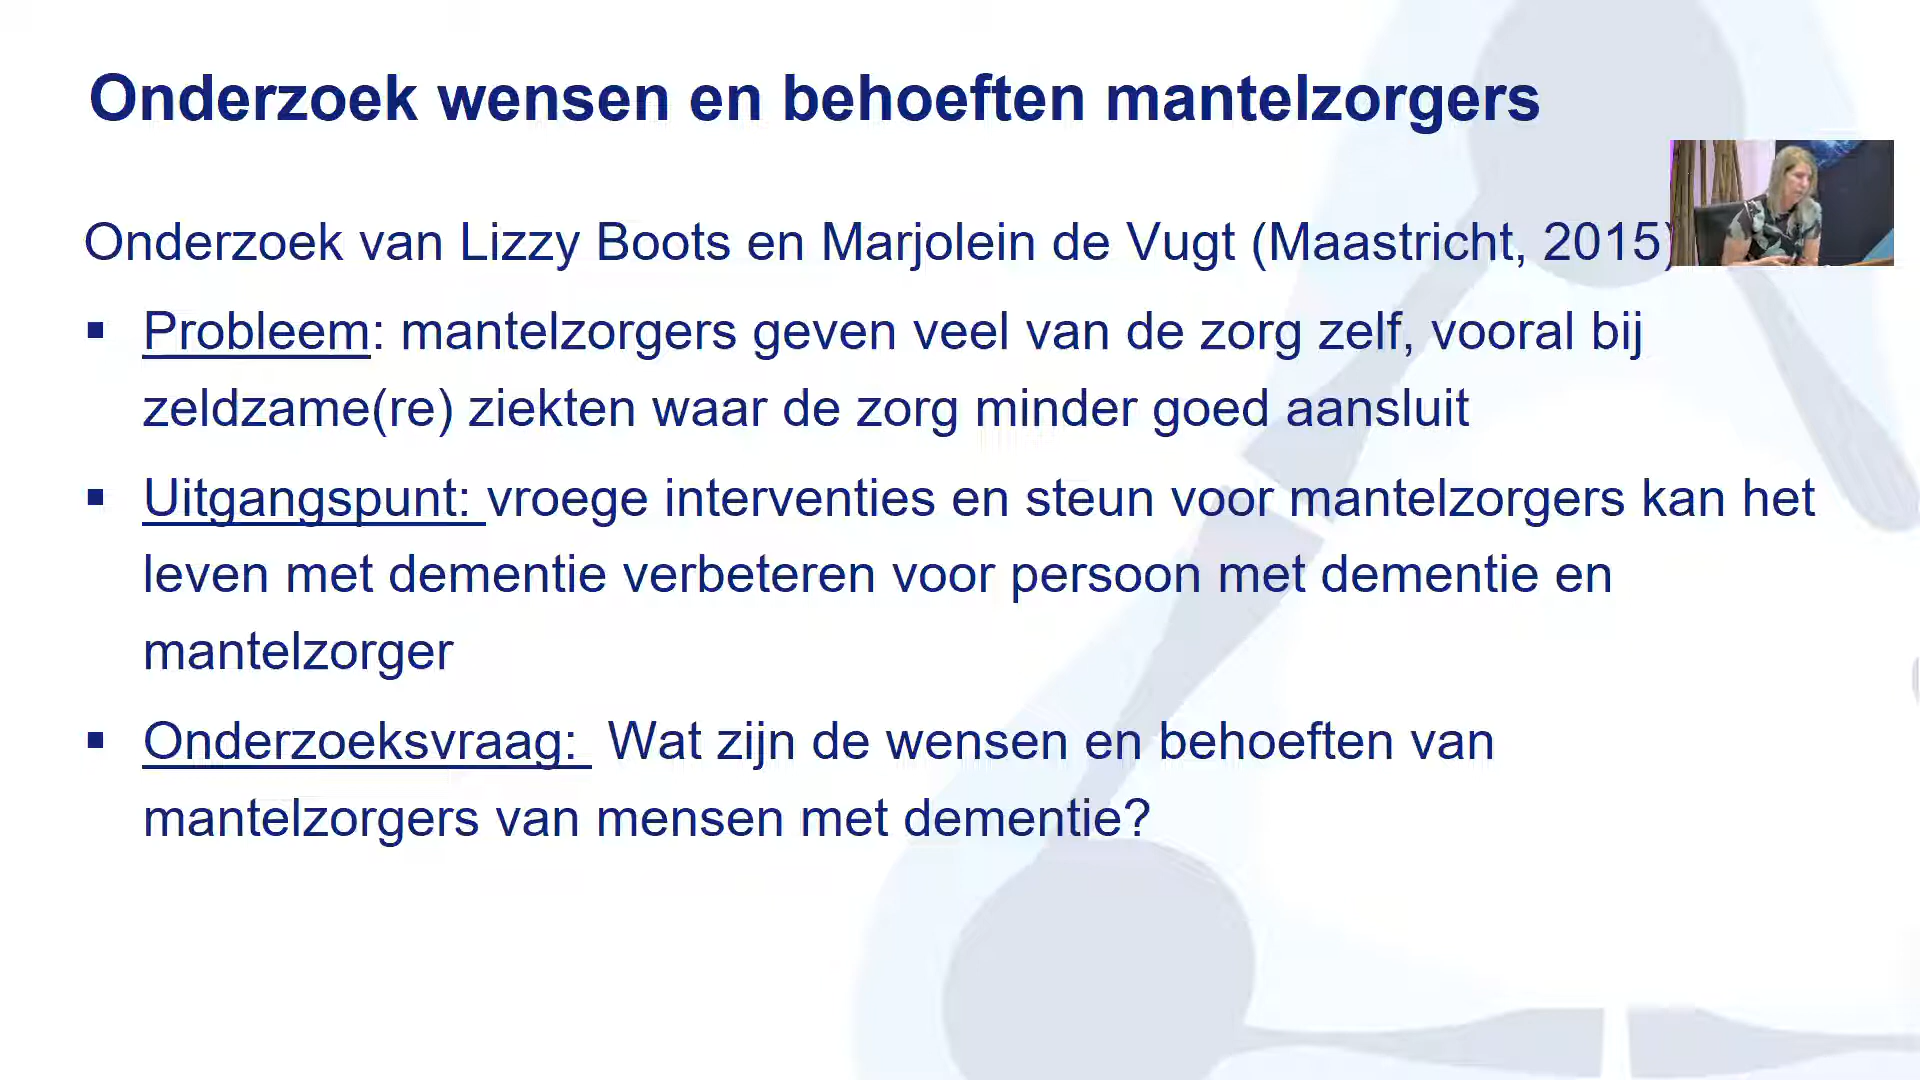 Onderzoek wensen en behoeften mantelzorgers
Onderzoek van Lizzy Boots en Marjolein de Vugt (Maastricht, 2015)
▪ Probleem: mantelzorgers geven veel van de zorg zelf, vooral bij
zeldzame(re) ziekten waar de zorg minder goed aansluit
▪ Uitgangspunt: vroege interventies en steun voor mantelzorgers kan het
leven met dementie verbeteren voor persoon met dementie en
mantelzorger
▪ Onderzoeksvraag: Wat zijn de wensen en behoeften van
mantelzorgers van mensen met dementie?